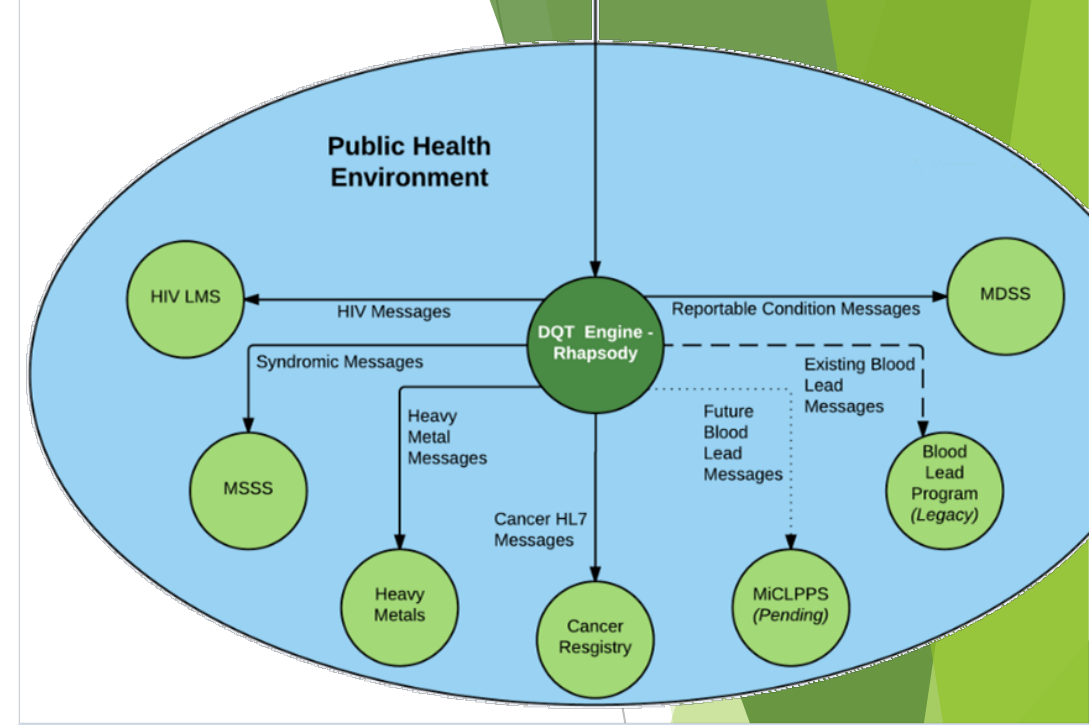 Public Health
Environment
HIV LMS
MDSS
HIV Messages
Reportable Condition Messages
DQT Engine -
Rhapsody
Syndromic Messages
Existing Blood
Lead
Messages
Heavy
Metal
Messages
Future
Blood
Lead
Messages
MSSS
Blood
Lead
Program
(Legacy)
Cancer HL7
Messages
Heavy
Metals
MiCLPPS
(Pending)
Cancer
Resgistry